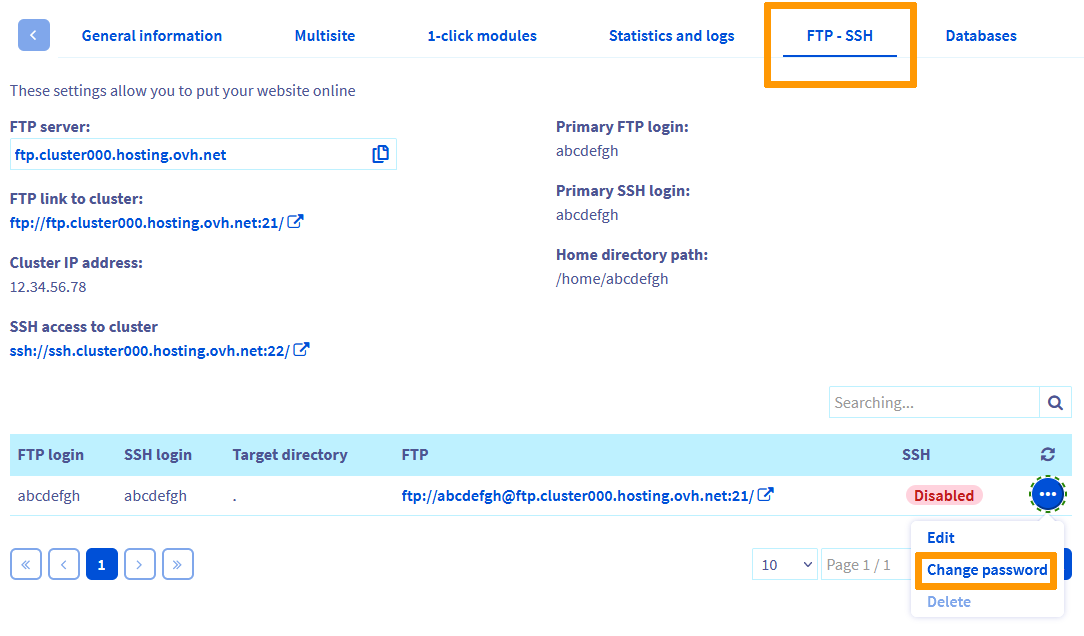 General information Multisite 1-click modules Statistics and logs FTP - SSH Databases
These settings allow you to put your website online
FTP server:
ftp.cluster000.hosting.ovh.net
FTP link to cluster:
ftp://ftp.cluster000.hosting.ovh.net:21/
Cluster IP address:
12.34.56.78
SSH access to cluster
ssh://ssh.cluster000.hosting.ovh.net:22/
Primary FTP login:
abcdefgh
Primary SSH login:
abcdefgh
Home directory path:
/home/abcdefgh
Searching...
FTP login SSH login Target directory FTP SSH
abcdefgh abcdefgh . ftp://abcdefgh@ftp.cluster000.hosting.ovh.net:21/ Disabled
Edit
Change password
Delete
« ‹ 1 › » 10 Page 1 / 1